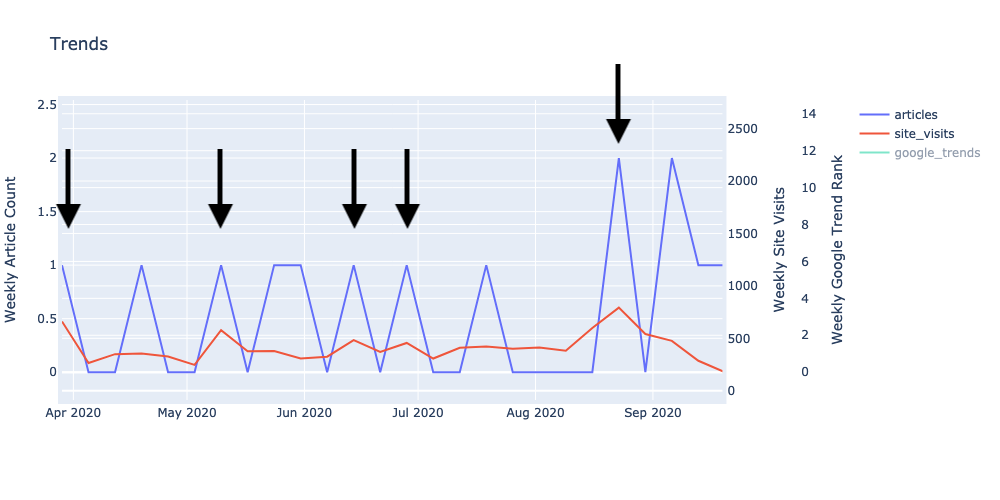 Trends
Weekly Article Count
2.5
2
1.5
1
0.5
0
Apr 2020
May 2020
Jun 2020
Jul 2020
Aug 2020
Sep 2020
2500
2000
1500
1000
500
0
Weekly Site Visits
14
12
10
8
6
4
2
0
Weekly Google Trend Rank
articles
site_visits
google_trends